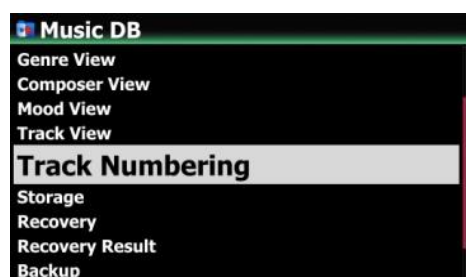 Music DB
Genre View
Composer View
Mood View
Track View
Track Numbering
Storage
Recovery
Recovery Result
Backup